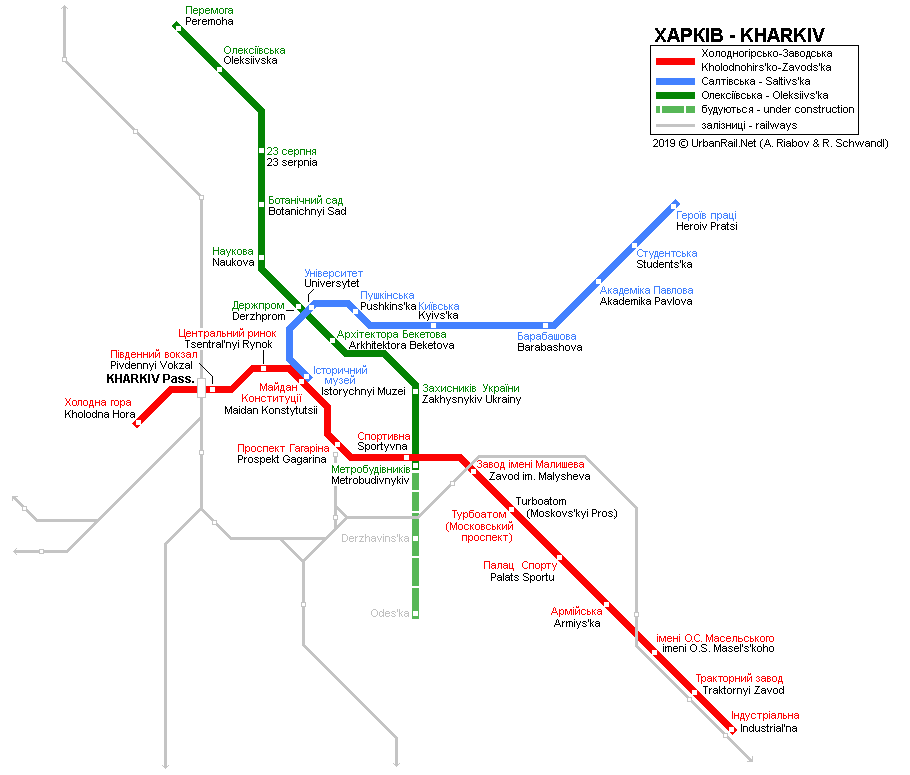 ХАРКІВ - KHARKIV
Холодногірсько-Заводська
Kholodnohirs'ko-Zavods'ka
Салтівська - Saltivs'ka
Олексіївська - Oleksiivs'ka
будуються - under construction
залізниці - railways
2019 © UrbanRail.Net (A. Riabov & R. Schwandl)
Перемога
Peremoha
Олексіївська
Oleksiivska
23 серпня
23 serpnia
Ботанічний сад
Botanichnyi Sad
Наукова
Naukova
Держпром
Derzhprom
Університет
Universytet
Пушкінська
Pushkins'ka
Київська
Kyivs'ka
Барабашова
Barabashova
Академіка Павлова
Akademika Pavlova
Студентська
Students'ka
Героїв праці
Heroiv Pratsi
Архітектора Бекетова
Arkhitektora Beketova
Історичний
музей
Istorychnyi Muzei
Захисників України
Zakhysnykiv Ukrainy
Центральний ринок
Tsentral'nyi Rynok
Південний вокзал
Pivdennyi Vokzal
KHARKIV Pass.
Холодна гора
Kholodna Hora
Майдан
Конституції
Maidan Konstytutsii
Проспект Гагаріна
Prospekt Gagarina
Спортивна
Sportyvna
Метробудівників
Metrobudivnykiv
Derzhavins'ka
Odes'ka
Завод імені Малишева
Zavod im. Malysheva
Turboatom
(Moskovs'kyi Pros.)
Турбоатом
(Московський
проспект)
Палац Спорту
Palats Sportu
Армійська
Armiys'ka
імені О.С. Масельського
imeni O.S. Masel's'koho
Тракторний завод
Traktornyi Zavod
Індустріальна
Industrial'na